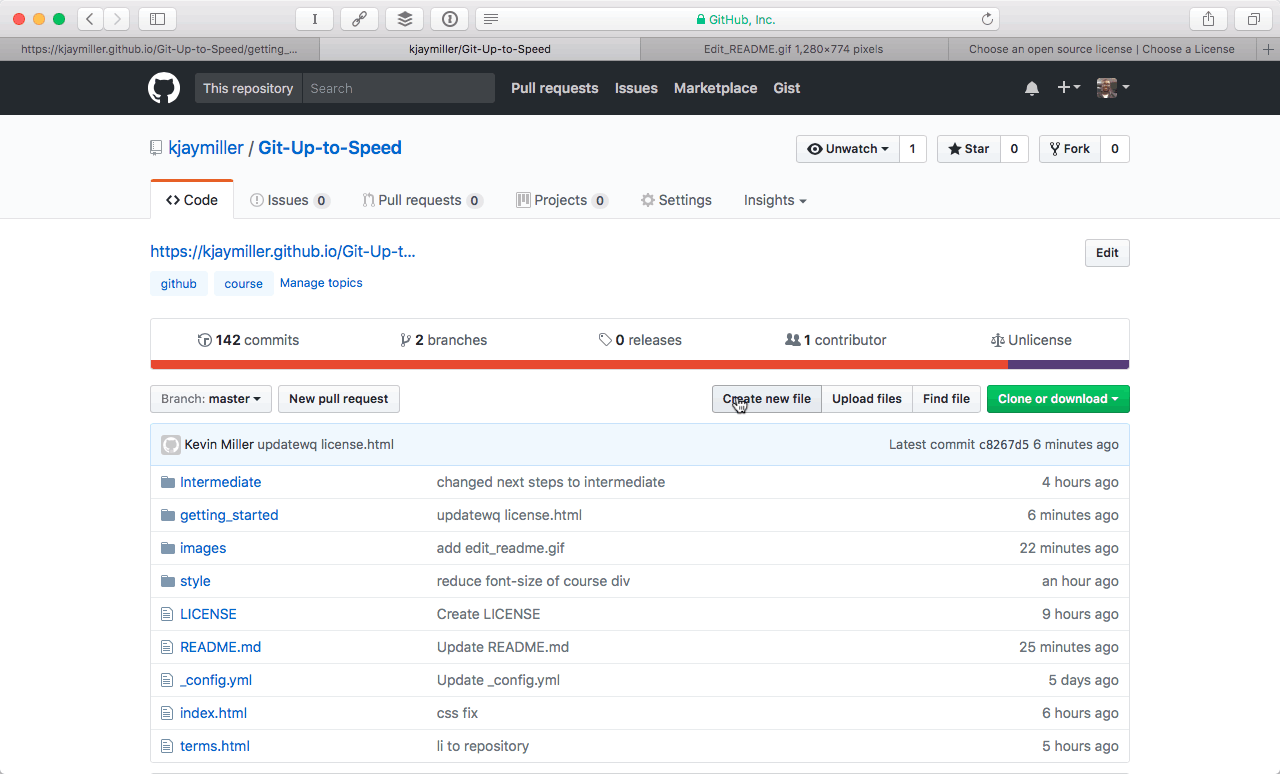 GitHub, Inc.
https://kjaymiller.github.io/Git-Up-to-Speed/getting_... kjaymiller/Git-Up-to-Speed Edit_README.gif 1,280×774 pixels Choose an open source license | Choose a License
This repository Search Pull requests Issues Marketplace Gist
kjaymiller / Git-Up-to-Speed Unwatch 1 Star 0 Fork 0
Code Issues 0 Pull requests 0 Projects 0 Settings Insights
https://kjaymiller.github.io/Git-Up-t... Edit
github course Manage topics
142 commits 2 branches 0 releases 1 contributor Unlicense
Branch: master New pull request Create new file Upload files Find file Clone or download
Kevin Miller updatewq license.html Latest commit c8267d5 6 minutes ago
Intermediate changed next steps to intermediate 4 hours ago
getting_started updatewq license.html 6 minutes ago
images add edit_readme.gif 22 minutes ago
style reduce font-size of course div an hour ago
LICENSE Create LICENSE 9 hours ago
README.md Update README.md 25 minutes ago
_config.yml Update _config.yml 5 days ago
index.html css fix 6 hours ago
terms.html li to repository 5 hours ago